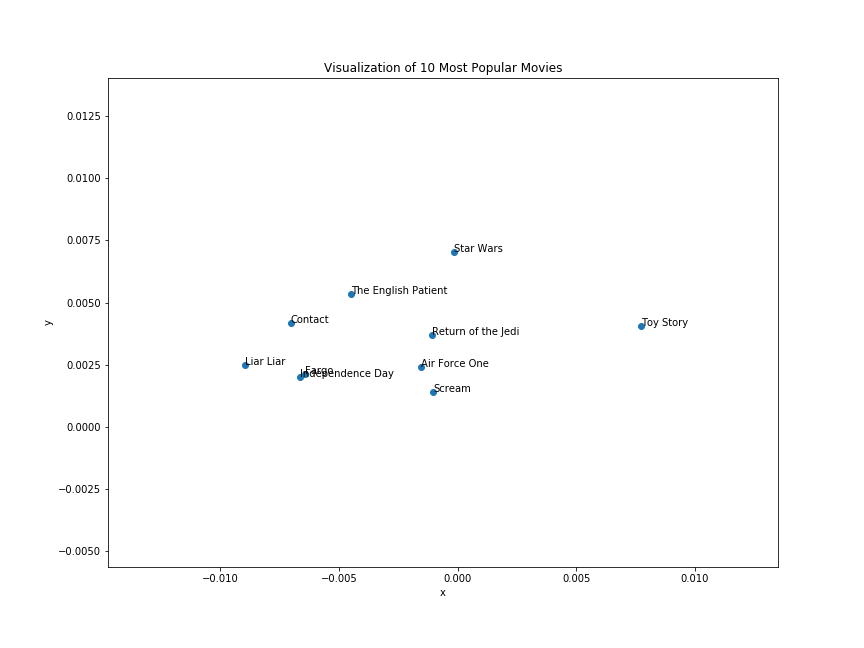 Visualization of 10 Most Popular Movies
0.0125
0.0100
0.0075
0.0050
0.0025
0.0000
−0.0025
−0.0050
y
Star Wars
The English Patient
Contact
Toy Story
Return of the Jedi
Liar Liar
Air Force One
Fargo
Independence Day
Scream
−0.010
−0.005
0.000
0.005
0.010
x